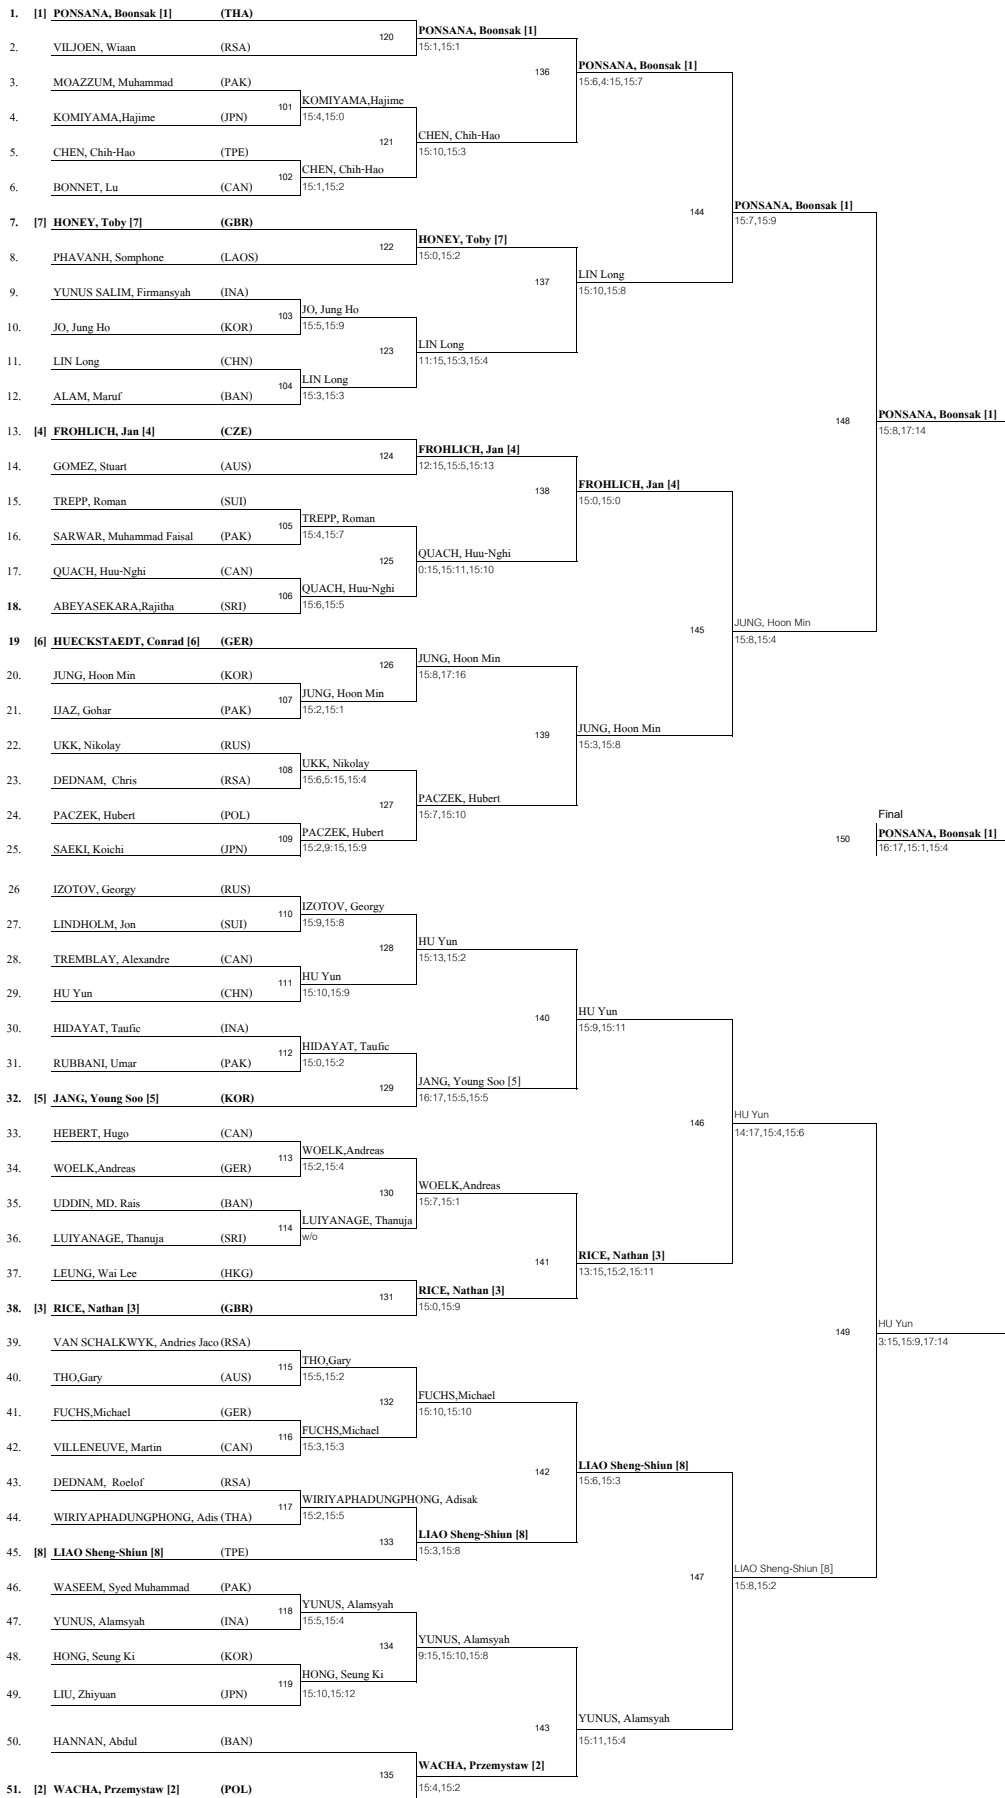 1. [1] PONSANA, Boonsak [1] (THA)
120 PONSANA, Boonsak [1]
2. VILJOEN, Wiaan (RSA) 15:1,15:1
136 PONSANA, Boonsak [1]
15:6,4:15,15:7
3. MOAZZUM, Muhammad (PAK)
101 KOMIYAMA,Hajime
4. KOMIYAMA,Hajime (JPN) 15:4,15:0
121 CHEN, Chih-Hao
15:10,15:3
5. CHEN, Chih-Hao (TPE)
102 CHEN, Chih-Hao
6. BONNET, Lu (CAN) 15:1,15:2
144 PONSANA, Boonsak [1]
15:7,15:9
7. [7] HONEY, Toby [7] (GBR)
122 HONEY, Toby [7]
8. PHAVANH, Somphone (LAOS) 15:0,15:2
137 LIN Long
15:10,15:8
9. YUNUS SALIM, Firmansyah (INA)
103 JO, Jung Ho
10. JO, Jung Ho (KOR) 15:5,15:9
123 LIN Long
11:15,15:3,15:4
11. LIN Long (CHN)
104 LIN Long
12. ALAM, Maruf (BAN) 15:3,15:3
148 PONSANA, Boonsak [1]
15:8,17:14
13. [4] FROHLICH, Jan [4] (CZE)
124 FROHLICH, Jan [4]
14. GOMEZ, Stuart (AUS) 12:15,15:5,15:13
138 FROHLICH, Jan [4]
15:0,15:0
15. TREPP, Roman (SUI)
105 TREPP, Roman
16. SARWAR, Muhammad Faisal (PAK) 15:4,15:7
125 QUACH, Huu-Nghi
0:15,15:11,15:10
17. QUACH, Huu-Nghi (CAN)
106 QUACH, Huu-Nghi
18. ABEYASEKARA,Rajitha (SRI) 15:6,15:5
145 JUNG, Hoon Min
15:8,15:4
19 [6] HUECKSTAEDT, Conrad [6] (GER)
126 JUNG, Hoon Min
15:8,17:16
20. JUNG, Hoon Min (KOR)
107 JUNG, Hoon Min
21. IJAZ, Gohar (PAK) 15:2,15:1
139 JUNG, Hoon Min
15:3,15:8
22. UKK, Nikolay (RUS)
108 UKK, Nikolay
23. DEDNAM, Chris (RSA) 15:6,5:15,15:4
127 PACZEK, Hubert
15:7,15:10
24. PACZEK, Hubert (POL)
109 PACZEK, Hubert
25. SAEKI, Koichi (JPN) 15:2,9:15,15:9
Final
150 PONSANA, Boonsak [1]
16:17,15:1,15:4
26 IZOTOV, Georgy (RUS)
110 IZOTOV, Georgy
27. LINDHOLM, Jon (SUI) 15:9,15:8
128 HU Yun
15:13,15:2
28. TREMBLAY, Alexandre (CAN)
111 HU Yun
29. HU Yun (CHN) 15:10,15:9
140 HU Yun
15:9,15:11
30. HIDAYAT, Taufic (INA)
112 HIDAYAT, Taufic
31. RUBBANI, Umar (PAK) 15:0,15:2
129 JANG, Young Soo [5]
32. [5] JANG, Young Soo [5] (KOR) 16:17,15:5,15:5
146 HU Yun
14:17,15:4,15:6
33. HEBERT, Hugo (CAN)
113 WOELK,Andreas
34. WOELK,Andreas (GER) 15:2,15:4
130 WOELK,Andreas
15:7,15:1
35. UDDIN, MD. Rais (BAN)
114 LUIYANAGE, Thanuja
36. LUIYANAGE, Thanuja (SRI) w/o
141 RICE, Nathan [3]
13:15,15:2,15:11
37. LEUNG, Wai Lee (HKG)
131 RICE, Nathan [3]
38. [3] RICE, Nathan [3] (GBR) 15:0,15:9
149 HU Yun
3:15,15:9,17:14
39. VAN SCHALKWYK, Andries Jaco (RSA)
115 THO,Gary
40. THO,Gary (AUS) 15:5,15:2
132 FUCHS,Michael
15:10,15:10
41. FUCHS,Michael (GER)
116 FUCHS,Michael
42. VILLENEUVE, Martin (CAN) 15:3,15:3
142 LIAO Sheng-Shiun [8]
15:6,15:3
43. DEDNAM, Roelof (RSA)
117 WIRIYAPHADUNGPHONG, Adisak
44. WIRIYAPHADUNGPHONG, Adis (THA) 15:2,15:5
133 LIAO Sheng-Shiun [8]
45. [8] LIAO Sheng-Shiun [8] (TPE) 15:3,15:8
147 LIAO Sheng-Shiun [8]
15:8,15:2
46. WASEEM, Syed Muhammad (PAK)
118 YUNUS, Alamsyah
47. YUNUS, Alamsyah (INA) 15:5,15:4
134 YUNUS, Alamsyah
9:15,15:10,15:8
48. HONG, Seung Ki (KOR)
119 HONG, Seung Ki
49. LIU, Zhiyuan (JPN) 15:10,15:12
143 YUNUS, Alamsyah
15:11,15:4
50. HANNAN, Abdul (BAN)
135 WACHA, Przemystaw [2]
51. [2] WACHA, Przemystaw [2] (POL) 15:4,15:2